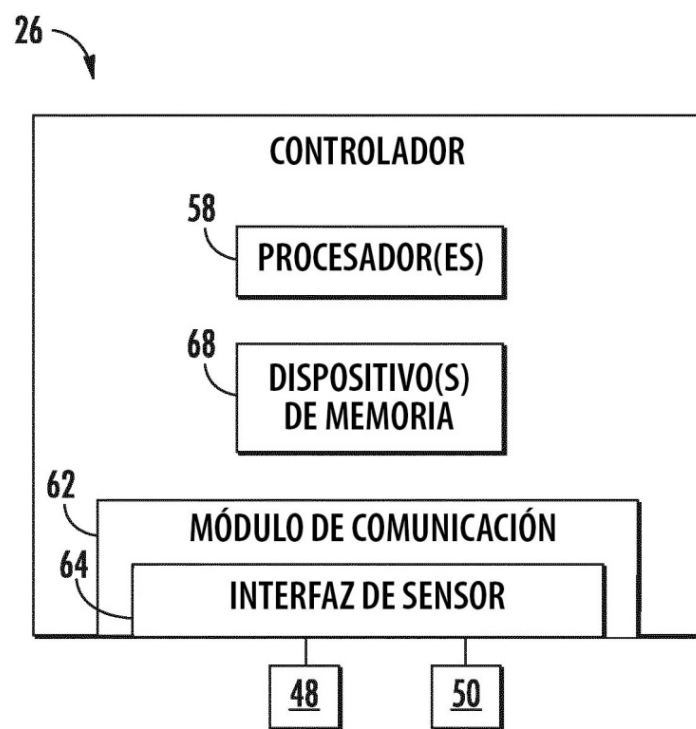 26
CONTROLADOR
58
PROCESADOR(ES)
68
DISPOSITIVO(S)
DE MEMORIA
62
MÓDULO DE COMUNICACIÓN
64
INTERFAZ DE SENSOR
48 50